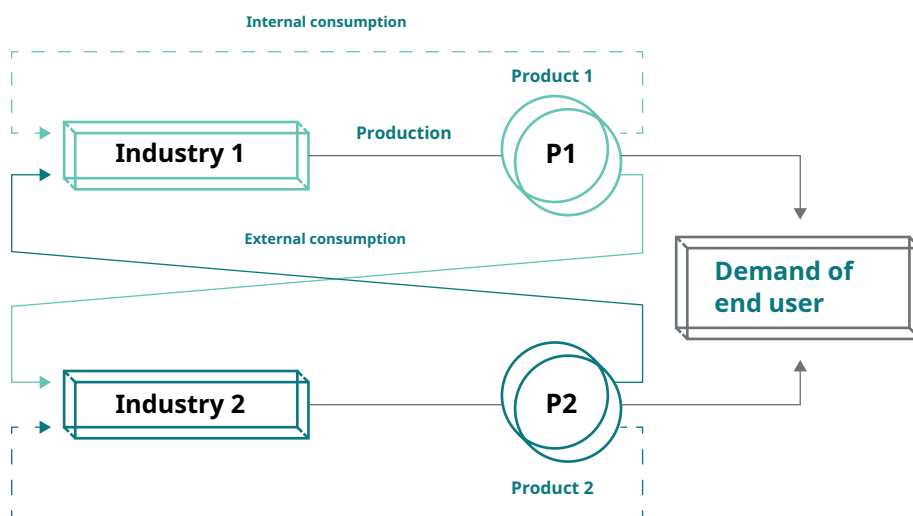 Internal consumption
Product 1
Production
Industry 1
P1
External consumption
Demand of
end user
Industry 2
P2
Product 2